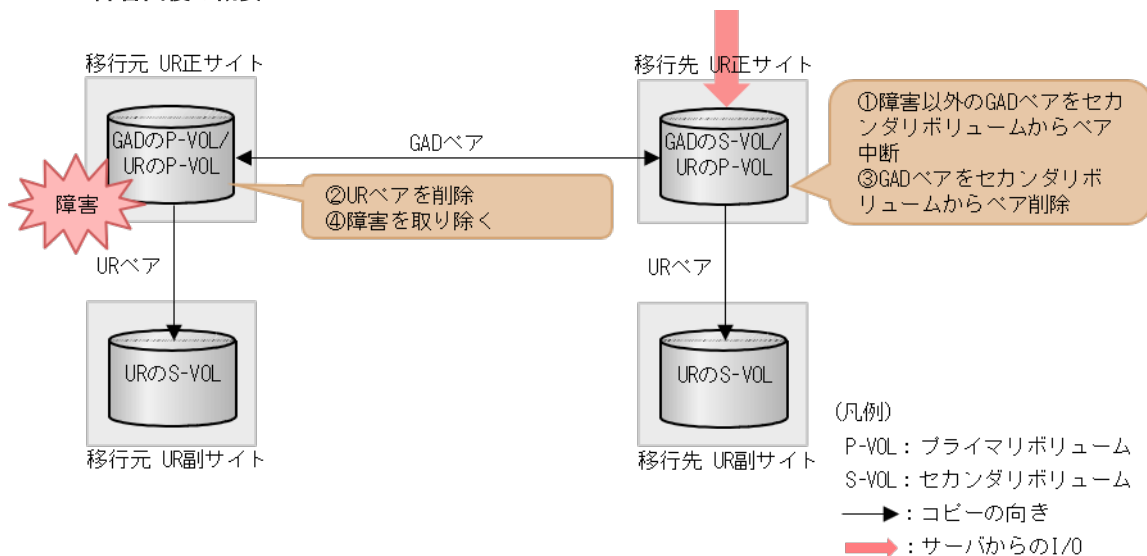 移行元 UR正サイト
移行先 UR正サイト
GADのP-VOL/
URのP-VOL
GADペア
GADのS-VOL/
URのP-VOL
①障害以外のGADペアをセカ
ンダリボリュームからペア
中断
③GADペアをセカンダリボ
リュームからペア削除
障害
②URペアを削除
④障害を取り除く
URペア
URペア
URのS-VOL
URのS-VOL
移行元 UR副サイト
移行先 UR副サイト
(凡例)
P-VOL：プライマリボリューム
S-VOL：セカンダリボリューム
：コピーの向き
：サーバからのI/O